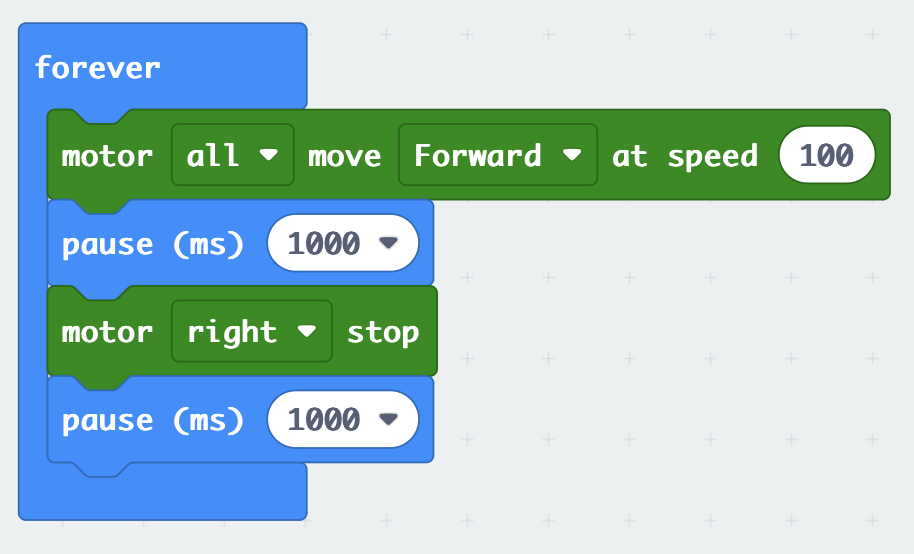 forever
motor all move Forward at speed 100
pause (ms) 1000
motor right stop
pause (ms) 1000